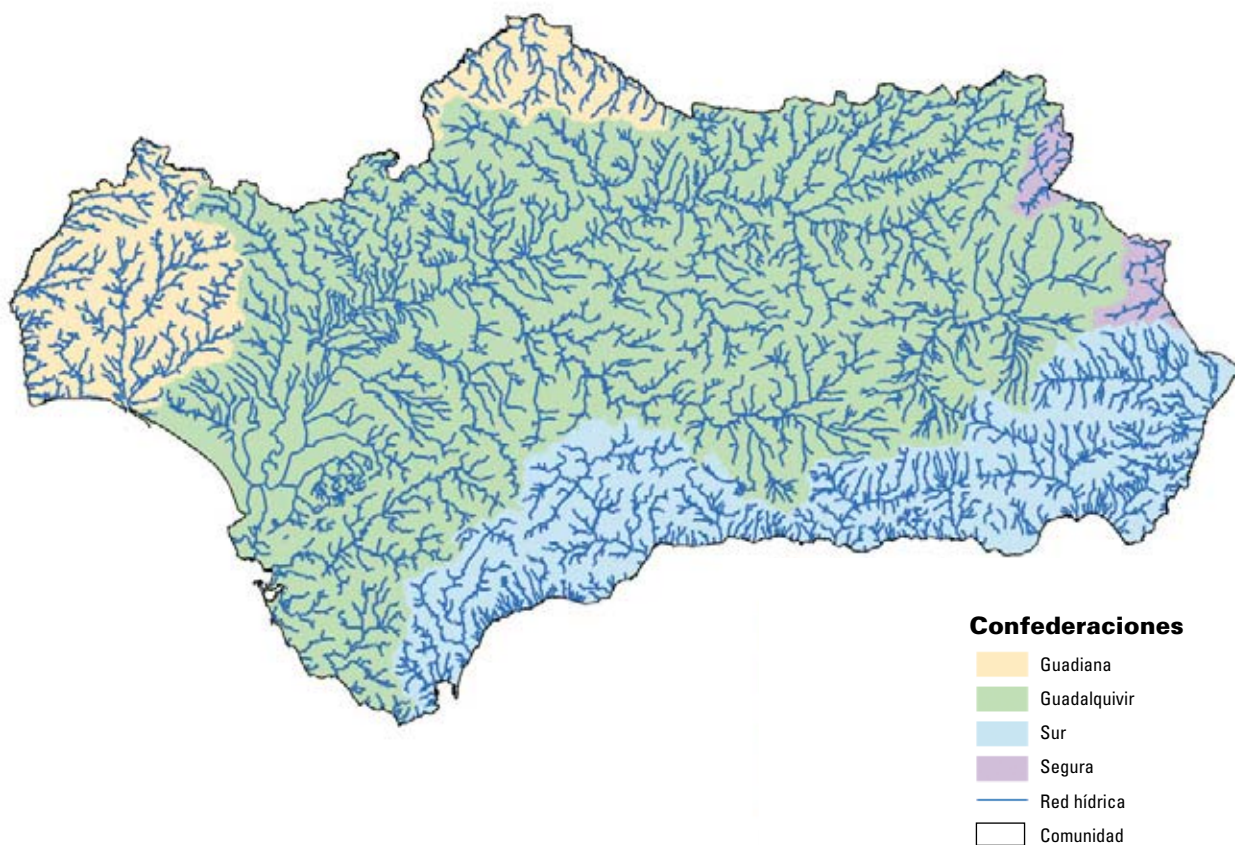 Confederaciones
Guadiana
Guadalquivir
Sur
Segura
Red hídrica
Comunidad